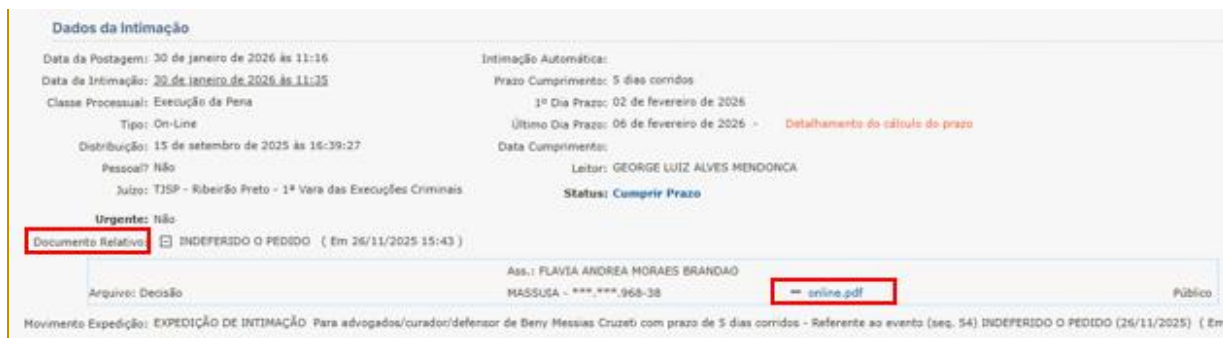 Dados da Intimação
Data da Postagem: 30 de janeiro de 2026 às 11:16 Intimação Automática:
Data da Intimação: 30 de janeiro de 2026 às 11:35 Prazo Cumprimento: 5 dias corridos
Classe Processual: Execução da Pena 1º Dia Prazo: 02 de fevereiro de 2026
Tipo: On-Line Último Dia Prazo: 06 de fevereiro de 2026 - Detalhamento do cálculo do prazo
Distribuição: 15 de setembro de 2025 às 16:39:27 Data Cumprimento:
Pessoal? Não Leitor: GEORGE LUIZ ALVES MENDONCA
Juízo: TJSP - Ribeirão Preto - 1ª Vara das Execuções Criminais Status: Cumprir Prazo
Urgente: Não
Documento Relativo: INDEFERIDO O PEDIDO ( Em 26/11/2025 15:43 )
Ass.: FLAVIA ANDREA MORAES BRANDAO
Arquivo: Decisão MASSUIA - ***.***.968-38 online.pdf Público
Movimento Expedição: EXPEDIÇÃO DE INTIMAÇÃO Para advogados/curador/defensor de Beny Messias Cruzeti com prazo de 5 dias corridos - Referente ao evento (seq. 54) INDEFERIDO O PEDIDO (26/11/2025) ( Em